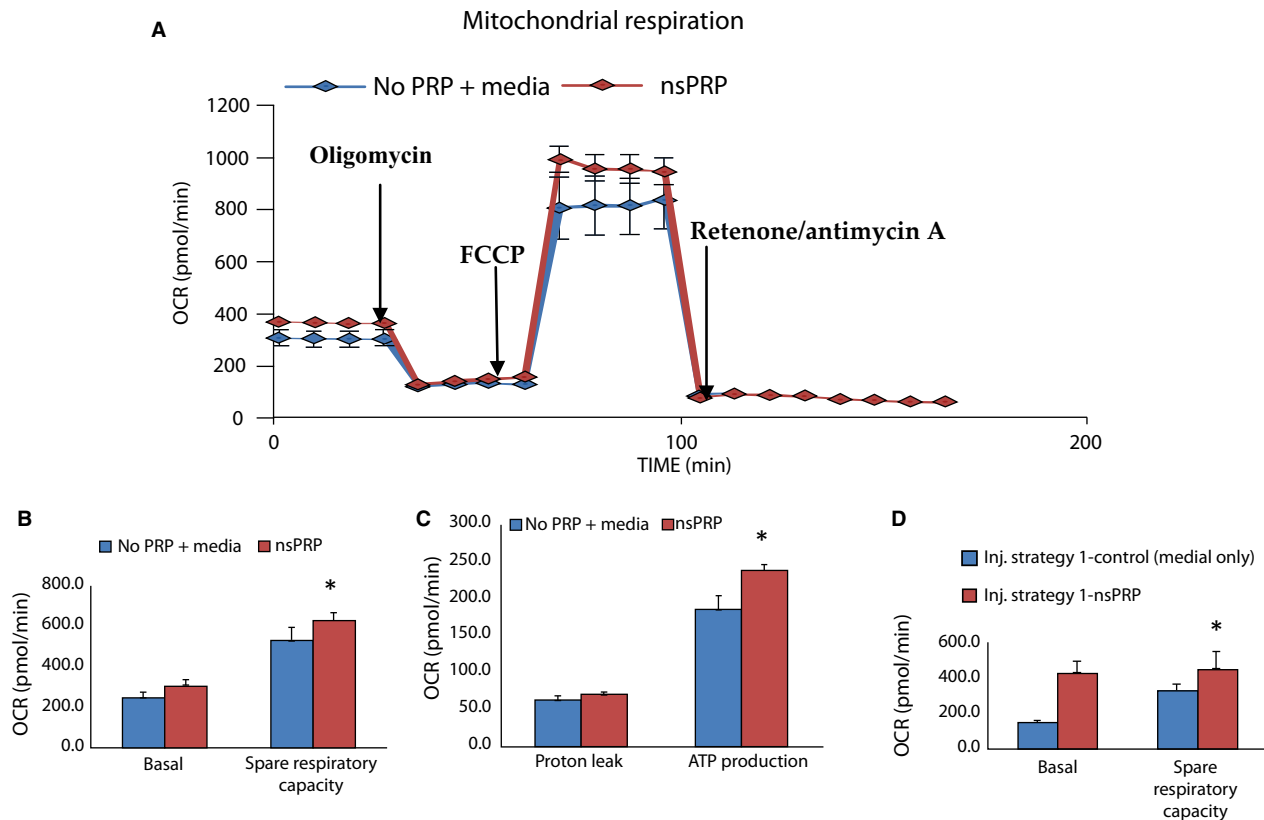 Mitochondrial respiration
A
No PRP + media nsPRP
1200
1000
800
600
400
200
0
OCR (pmol/min)
Oligomycin
FCCP
Retenone/antimycin A
0 100 200
TIME (min)
B
No PRP + media nsPRP
800.0
600.0
400.0
200.0
0.0
OCR (pmol/min)
*
Basal Spare respiratory
capacity
C
No PRP + media nsPRP
300.0
250.0
200.0
150.0
100.0
50.0
0.0
OCR (pmol/min)
*
Proton leak ATP production
D
Inj. strategy 1-control (medial only)
Inj. strategy 1-nsPRP
600.0
400.0
200.0
0.0
OCR (pmol/min)
*
Basal Spare
respiratory
capacity